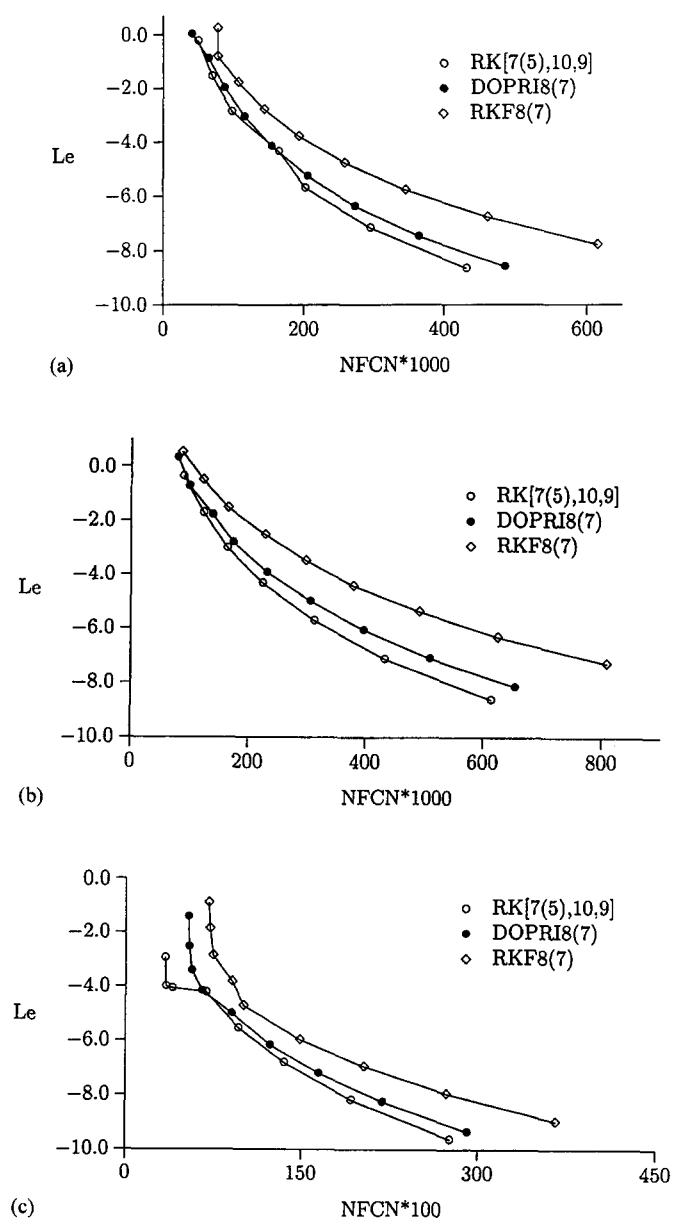 0.0
−2.0
−4.0
−6.0
−8.0
−10.0
Le
RK[7(5),10,9]
DOPRI8(7)
RKF8(7)
0 200 400 600
NFCN*1000
(a)
0.0
−2.0
−4.0
−6.0
−8.0
−10.0
Le
RK[7(5),10,9]
DOPRI8(7)
RKF8(7)
0 200 400 600 800
NFCN*1000
(b)
0.0
−2.0
−4.0
−6.0
−8.0
−10.0
Le
RK[7(5),10,9]
DOPRI8(7)
RKF8(7)
0 150 300 450
NFCN*100
(c)